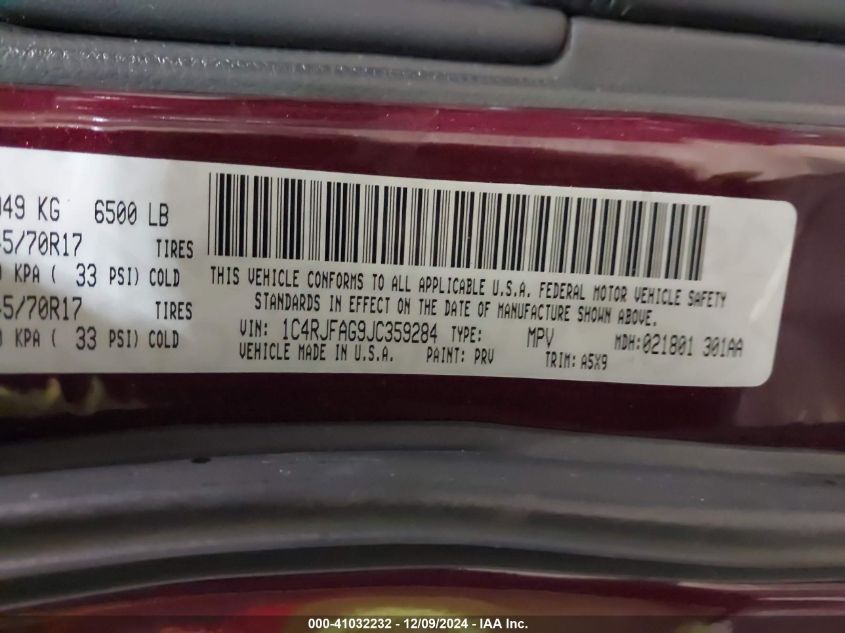 049 KG 6500 LB
5/70R17 TIRES
KPA ( 33 PSI) COLD
5/70R17 TIRES
KPA ( 33 PSI) COLD
THIS VEHICLE CONFORMS TO ALL APPLICABLE U.S.A. FEDERAL MOTOR VEHICLE SAFETY
STANDARDS IN EFFECT ON THE DATE OF MANUFACTURE SHOWN ABOVE.
VIN: 1C4RJFAG9JC359284 TYPE: MPV MDH:021801 301AA
VEHICLE MADE IN U.S.A. PAINT: PRV TRIM: A5X9
000-41032232 - 12/09/2024 - IAA Inc.